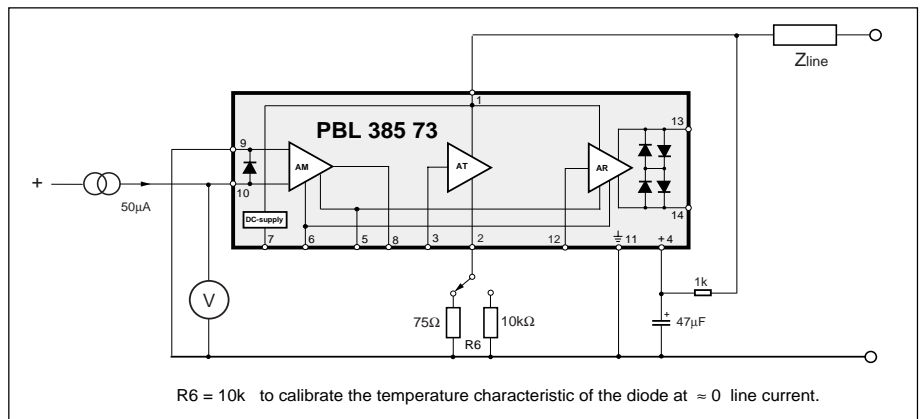 Zline
1
PBL 385 73
13
9
AM
AT
AR
+
10
50µA
14
DC-supply
7
6
5
8
3
2
12
⏚ 11
+ 4
1k
V
75Ω
10kΩ
R6
+
47µF
R6 = 10k to calibrate the temperature characteristic of the diode at ≈ 0 line current.